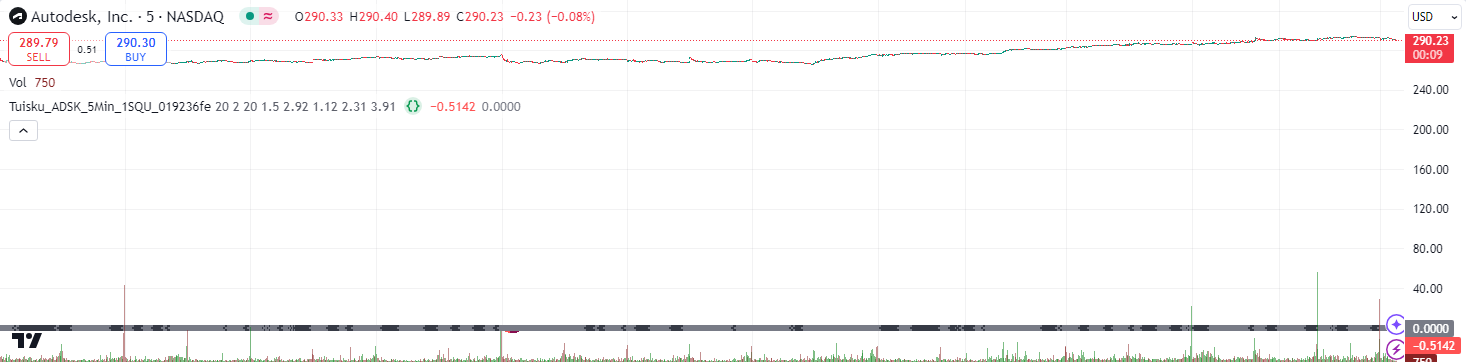 Autodesk, Inc. · 5 · NASDAQ O290.33 H290.40 L289.89 C290.23 −0.23 (−0.08%)
USD
289.79 SELL 0.51 290.30 BUY
290.23
00:09
Vol 750
240.00
Tuisku_ADSK_5Min_1SQU_019236fe 20 2 20 1.5 2.92 1.12 2.31 3.91 {} −0.5142 0.0000
200.00
160.00
120.00
80.00
40.00
0.0000
−0.5142
750